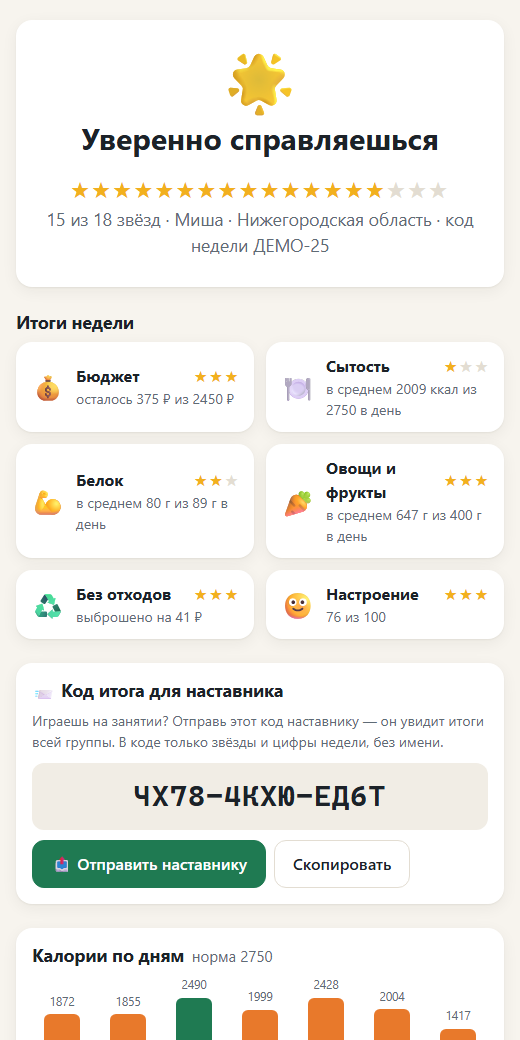 Уверенно справляешься
★★★★★★★★★★★★★★★★★★
15 из 18 звёзд · Миша · Нижегородская область · код
недели ДЕМО-25
Итоги недели
Бюджет ★★★
осталось 375 ₽ из 2450 ₽
Сытость ★★★
в среднем 2009 ккал из
2750 в день
Белок ★★★
в среднем 80 г из 89 г в
день
Овощи и
фрукты ★★★
в среднем 647 г из 400 г
в день
Без отходов ★★★
выброшено на 41 ₽
Настроение ★★★
76 из 100
Код итога для наставника
Играешь на занятии? Отправь этот код наставнику — он увидит итоги
всей группы. В коде только звёзды и цифры недели, без имени.
ЧХ78-4КХЮ-ЕД6Т
Отправить наставнику
Скопировать
Калории по дням норма 2750
1872 1855 2490 1999 2428 2004 1417